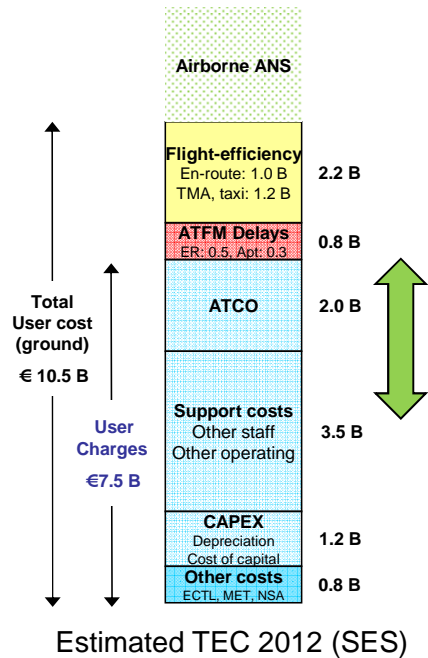 Airborne ANS
Flight-efficiency
En-route: 1.0 B
TMA, taxi: 1.2 B
2.2 B
ATFM Delays
ER: 0.5, Apt: 0.3
0.8 B
Total
User cost
(ground)
€ 10.5 B
ATCO
2.0 B
User
Charges
€7.5 B
Support costs
Other staff
Other operating
3.5 B
CAPEX
Depreciation
Cost of capital
1.2 B
Other costs
ECTL, MET, NSA
0.8 B
Estimated TEC 2012 (SES)